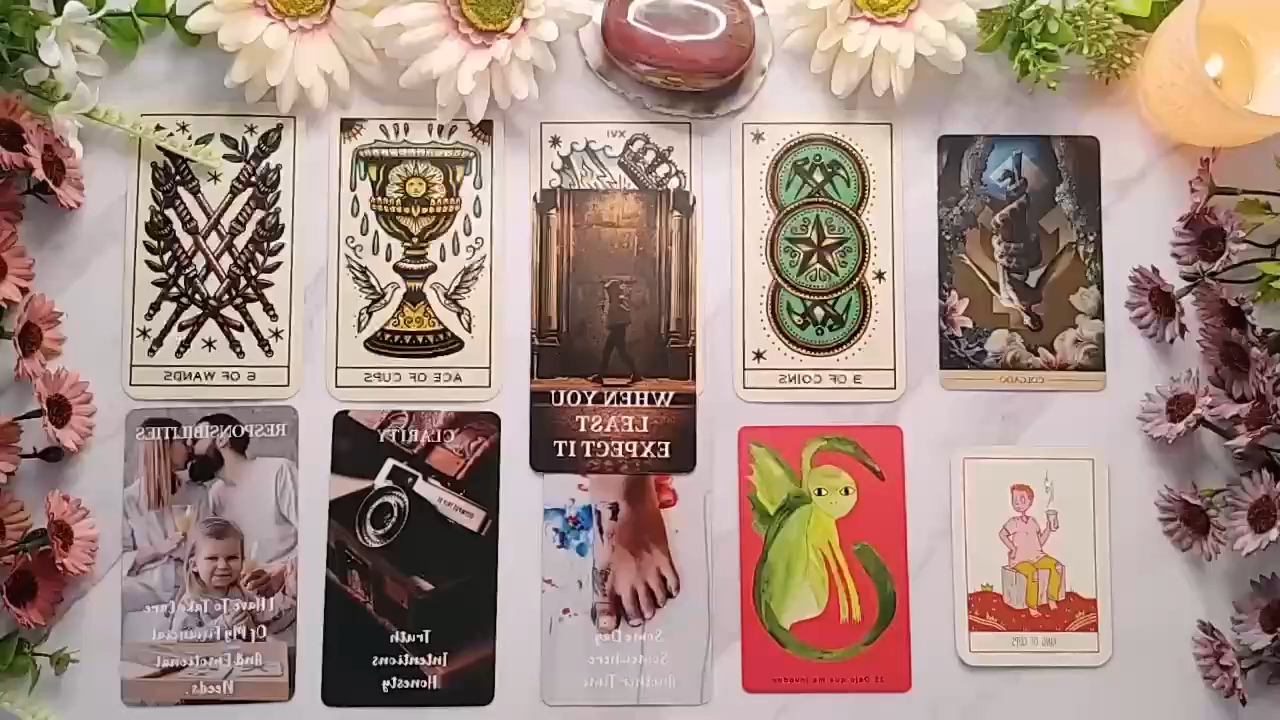 XVI
6 OF WANDS
ACE OF CUPS
3 OF COINS
COLGADO
WHEN YOU
LEAST
EXPECT IT
RESPONSIBILITIES
I Have To Take Care
Of My Financial
And Emotional
Needs.
CLARITY
Truth
Intentions
Honesty
Some Day
Somewhere
Another Time
KING OF CUPS